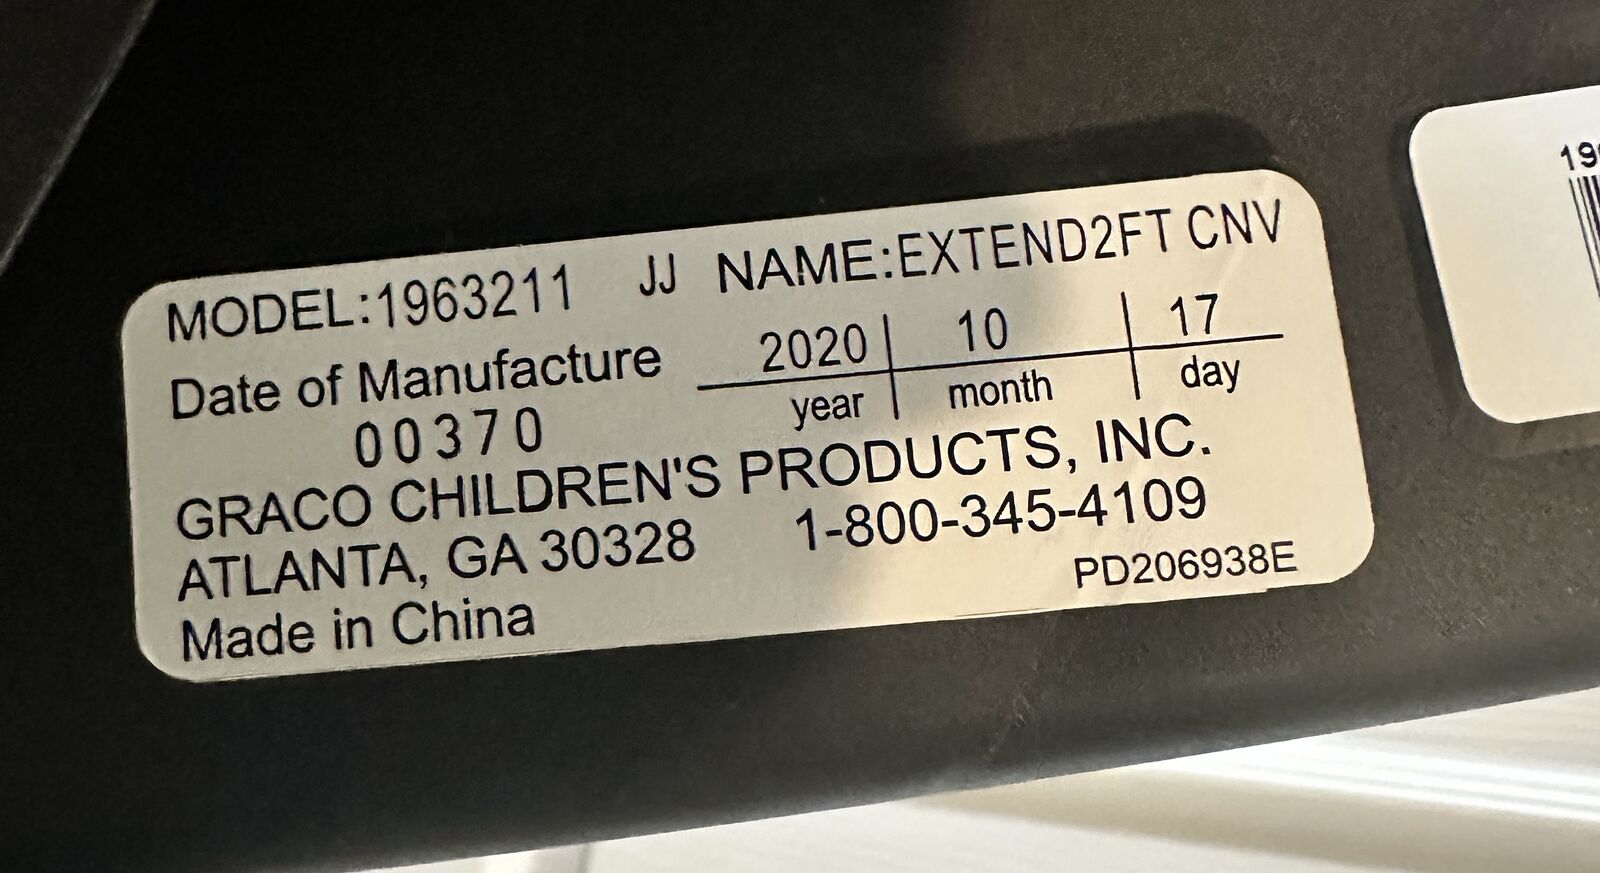 MODEL:1963211 JJ NAME:EXTEND2FT CNV
Date of Manufacture 2020 | 10 | 17
year | month | day
00370
GRACO CHILDREN'S PRODUCTS, INC.
ATLANTA, GA 30328 1-800-345-4109
PD206938E
Made in China
19